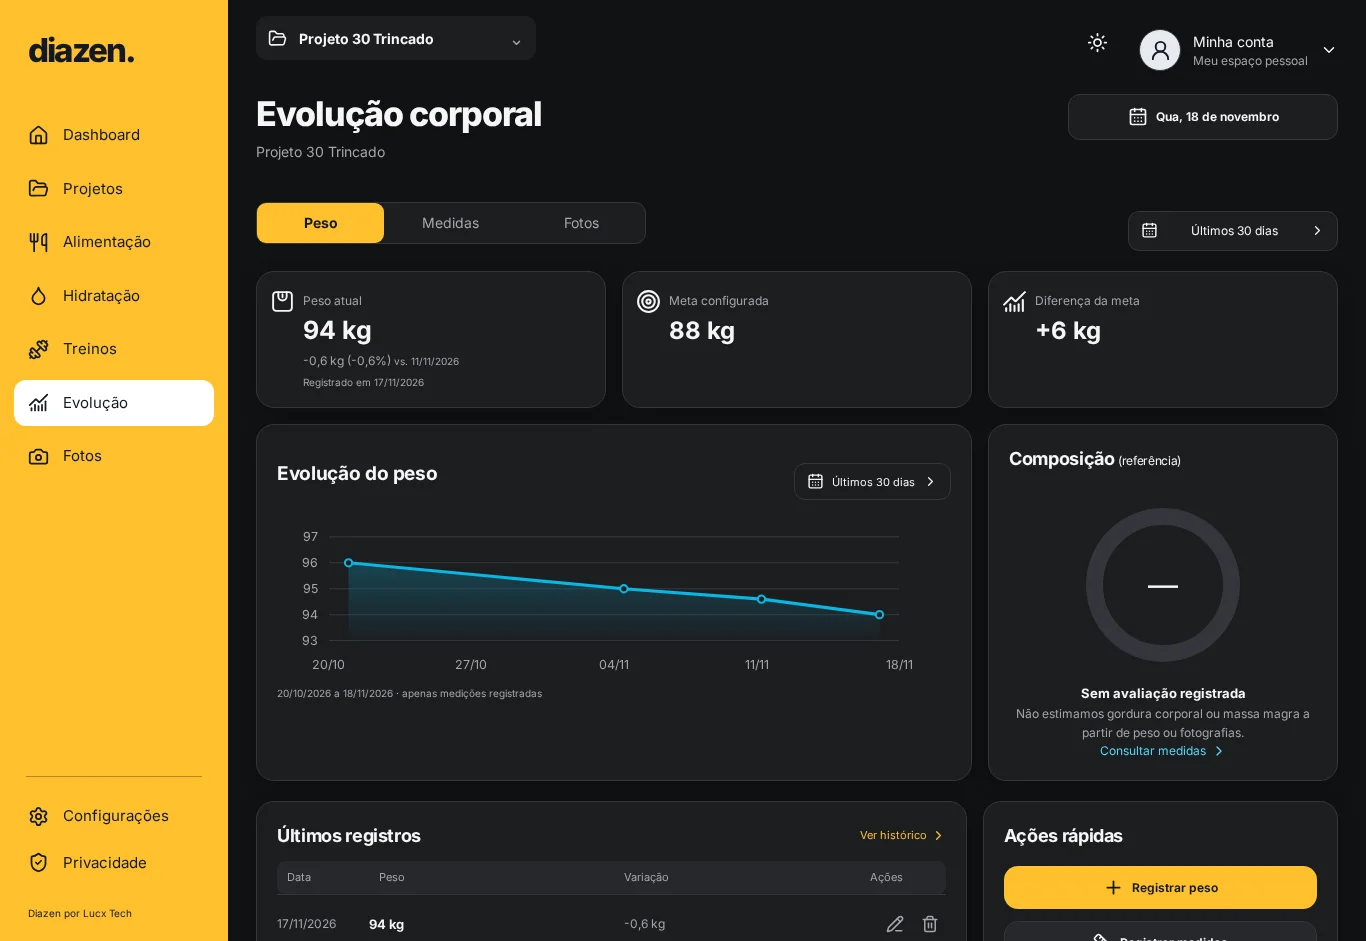 diazen.
Dashboard
Projetos
Alimentação
Hidratação
Treinos
Evolução
Fotos
Configurações
Privacidade
Diazen por Lucx Tech
Projeto 30 Trincado
Minha conta
Meu espaço pessoal
Evolução corporal
Projeto 30 Trincado
Qua, 18 de novembro
Peso Medidas Fotos
Últimos 30 dias
Peso atual
94 kg
-0,6 kg (-0,6%) vs. 11/11/2026
Registrado em 17/11/2026
Meta configurada
88 kg
Diferença da meta
+6 kg
Evolução do peso
Últimos 30 dias
97
96
95
94
93
20/10 27/10 04/11 11/11 18/11
20/10/2026 a 18/11/2026 · apenas medições registradas
Composição (referência)
—
Sem avaliação registrada
Não estimamos gordura corporal ou massa magra a
partir de peso ou fotografias.
Consultar medidas
Últimos registros
Ver histórico
Data Peso Variação Ações
17/11/2026 94 kg -0,6 kg
Ações rápidas
Registrar peso
Registrar medidas